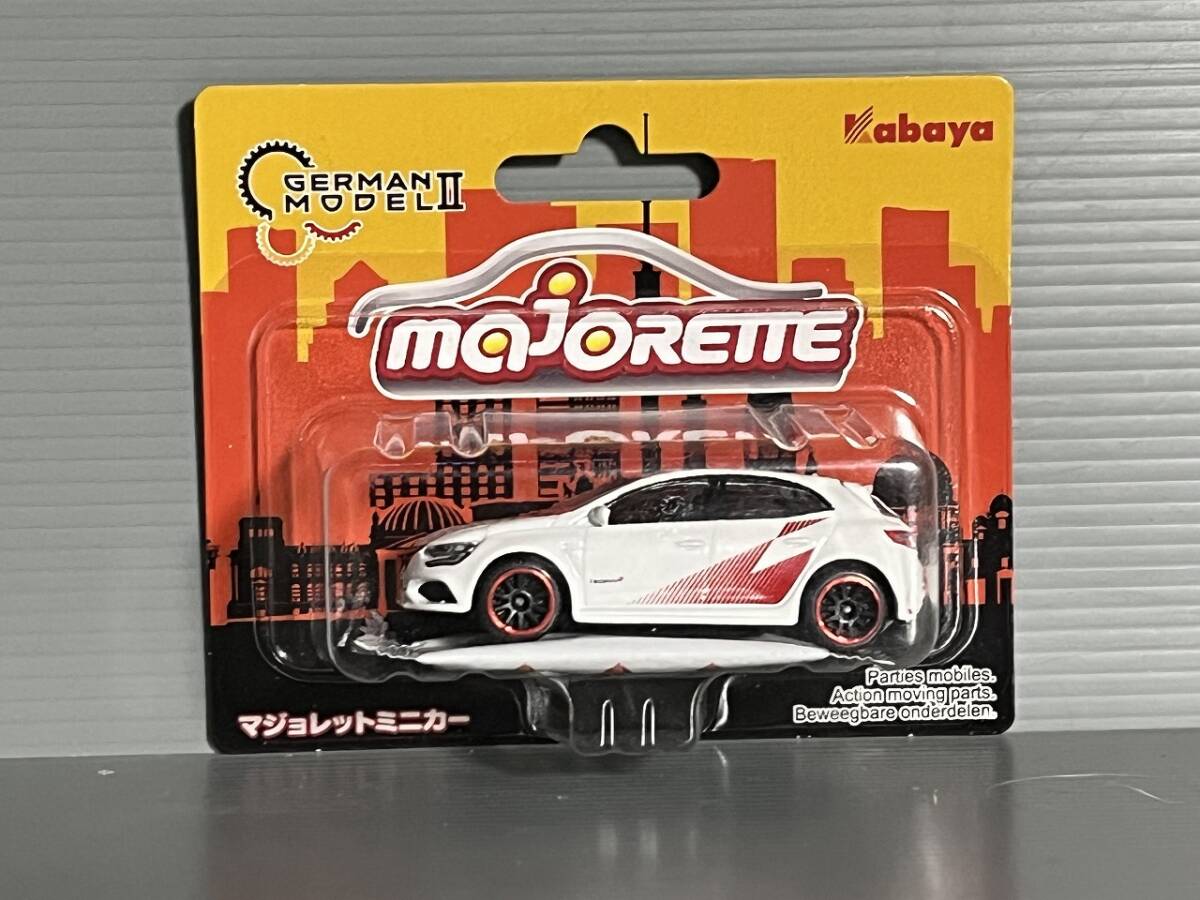 Kabaya
GERMAN
MODEL II
majorette
Parties mobiles.
Action moving parts.
Beweegbare onderdelen.
マジョレットミニカー